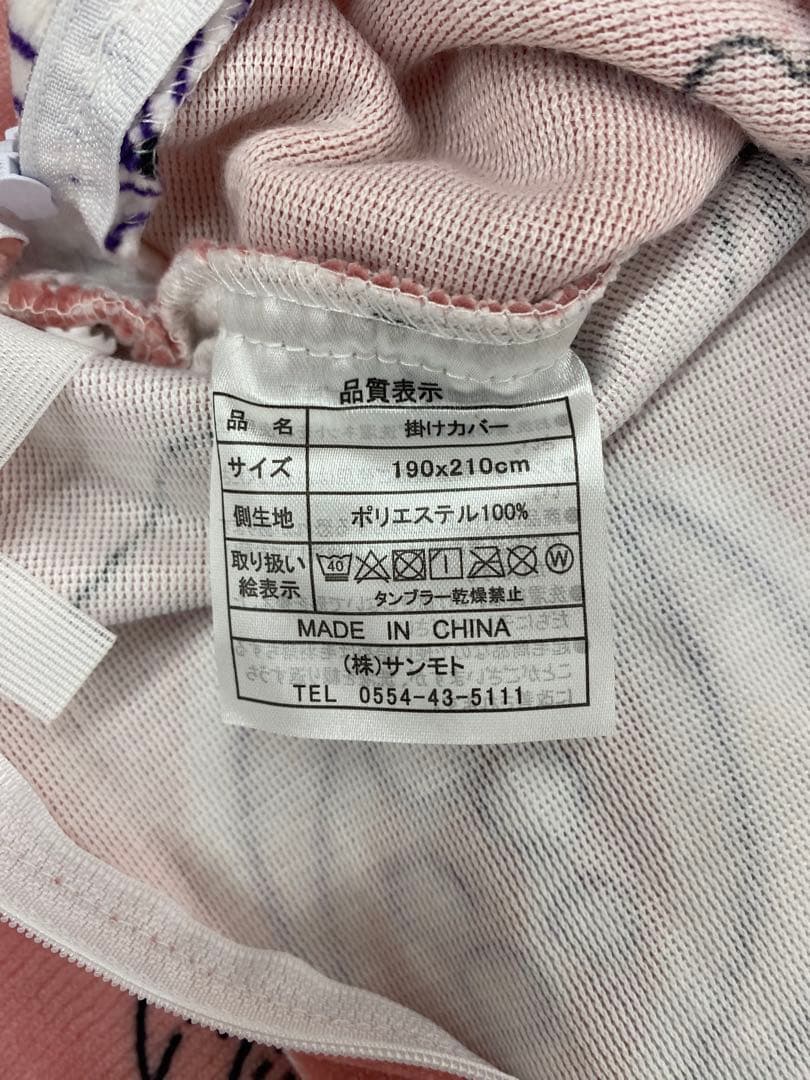 品質表示
品 名 掛けカバー
サイズ 190x210cm
側生地 ポリエステル100%
取り扱い
絵表示
40 W
タンブラー乾燥禁止
MADE IN CHINA
(株)サンモト
TEL 0554-43-5111